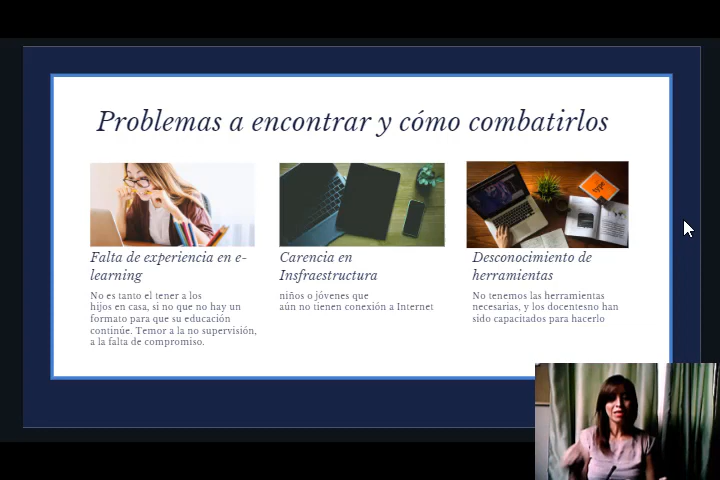 Problemas a encontrar y cómo combatirlos
Falta de experiencia en e-
learning
No es tanto el tener a los
hijos en casa, si no que no hay un
formato para que su educación
continúe. Temor a la no supervisión,
a la falta de compromiso.
Carencia en
Insfraestructura
niños o jóvenes que
aún no tienen conexión a Internet
Desconocimiento de
herramientas
No tenemos las herramientas
necesarias, y los docentesno han
sido capacitados para hacerlo
type